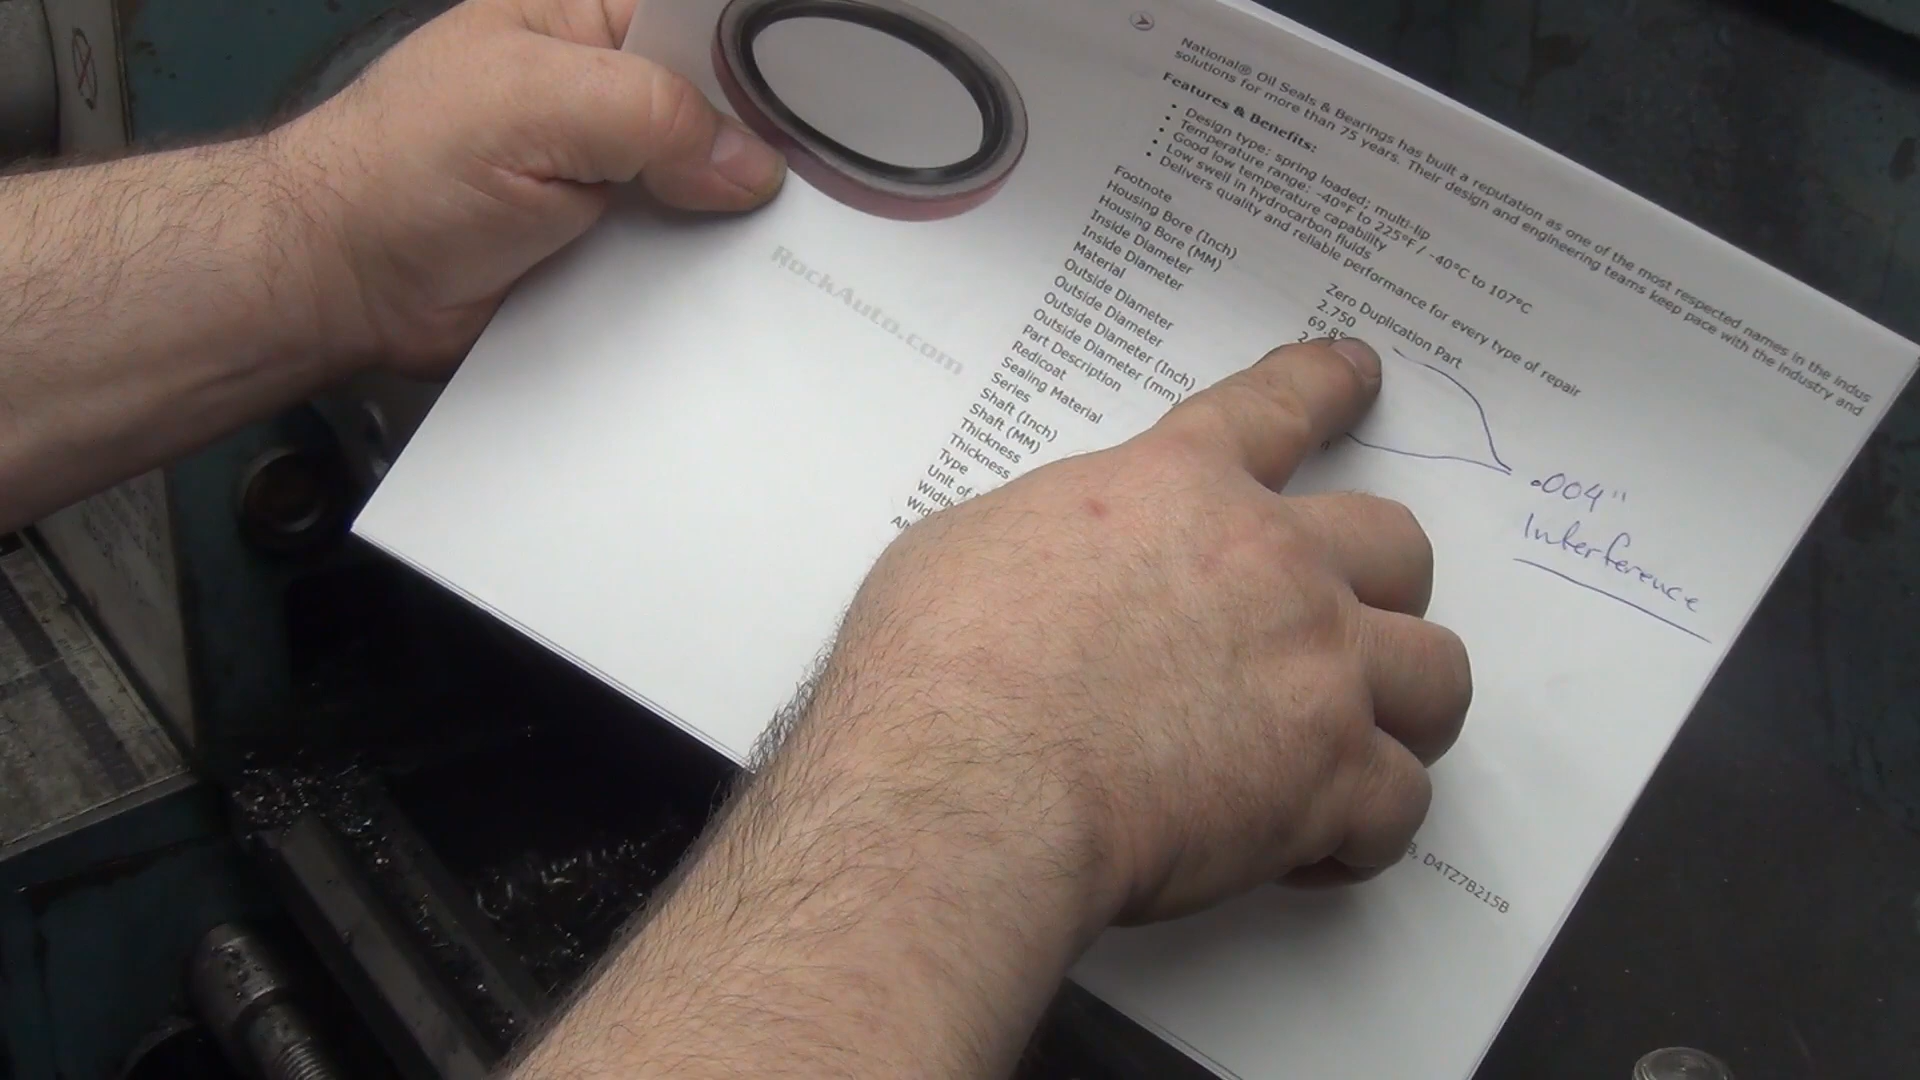 National® Oil Seals & Bearings has built a reputation as one of the most respected names in the indus
solutions for more than 75 years. Their design and engineering teams keep pace with the industry and
Features & Benefits:
Design type: spring loaded; multi-lip
Temperature range: -40°F to 225°F / -40°C to 107°C
Good low temperature capability
Low swell in hydrocarbon fluids
Delivers quality and reliable performance for every type of repair
Footnote Zero Duplication Part
Housing Bore (Inch) 2.750
Housing Bore (MM) 69.85
Inside Diameter 2
Inside Diameter
Material
Outside Diameter
Outside Diameter
Outside Diameter (Inch)
Outside Diameter (mm)
Part Description
Redicoat
Sealing Material
Series
Shaft (Inch)
Shaft (MM)
Thickness
Thickness
Type
Unit of
Width
RockAuto.com
.004"
Interference
D4TZ7B215B